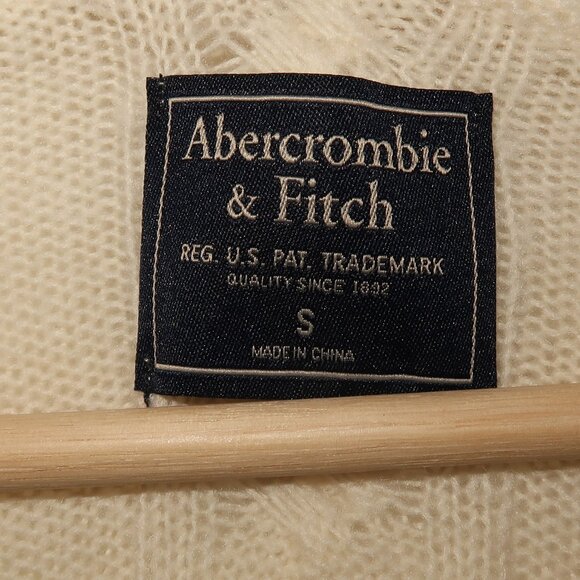 Abercrombie
& Fitch
REG. U.S. PAT. TRADEMARK
QUALITY SINCE 1892
S
MADE IN CHINA